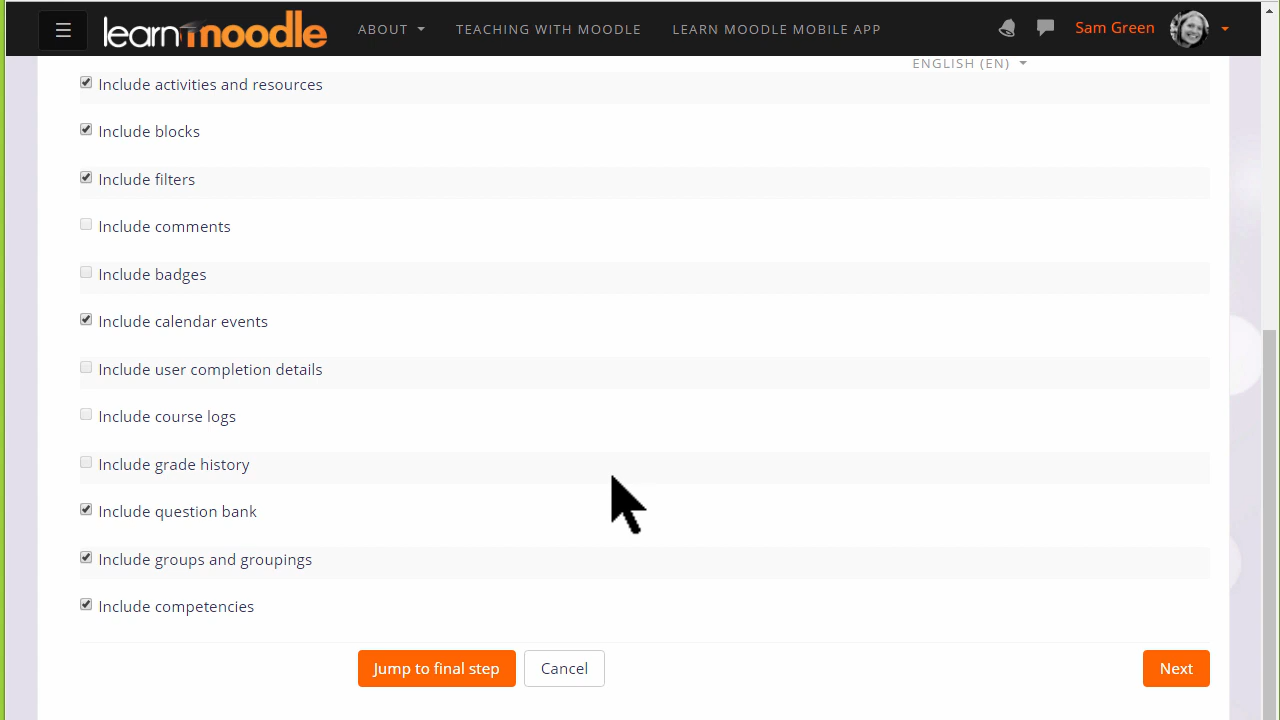 learn moodle
ABOUT
TEACHING WITH MOODLE
LEARN MOODLE MOBILE APP
Sam Green
ENGLISH (EN)
Include activities and resources
Include blocks
Include filters
Include comments
Include badges
Include calendar events
Include user completion details
Include course logs
Include grade history
Include question bank
Include groups and groupings
Include competencies
Jump to final step
Cancel
Next